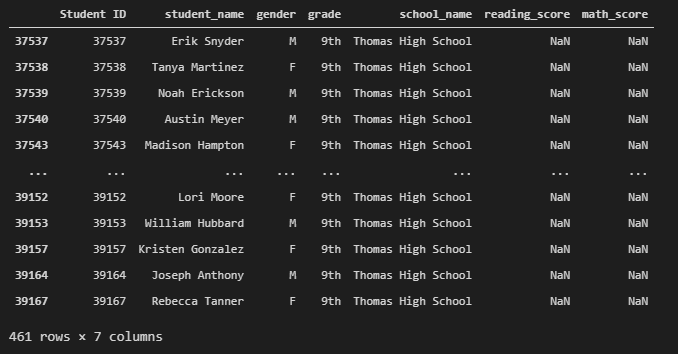 Student ID student_name gender grade school_name reading_score math_score
37537 37537 Erik Snyder M 9th Thomas High School NaN NaN
37538 37538 Tanya Martinez F 9th Thomas High School NaN NaN
37539 37539 Noah Erickson M 9th Thomas High School NaN NaN
37540 37540 Austin Meyer M 9th Thomas High School NaN NaN
37543 37543 Madison Hampton F 9th Thomas High School NaN NaN
... ... ... ... ... ... ... ...
39152 39152 Lori Moore F 9th Thomas High School NaN NaN
39153 39153 William Hubbard M 9th Thomas High School NaN NaN
39157 39157 Kristen Gonzalez F 9th Thomas High School NaN NaN
39164 39164 Joseph Anthony M 9th Thomas High School NaN NaN
39167 39167 Rebecca Tanner F 9th Thomas High School NaN NaN
461 rows × 7 columns